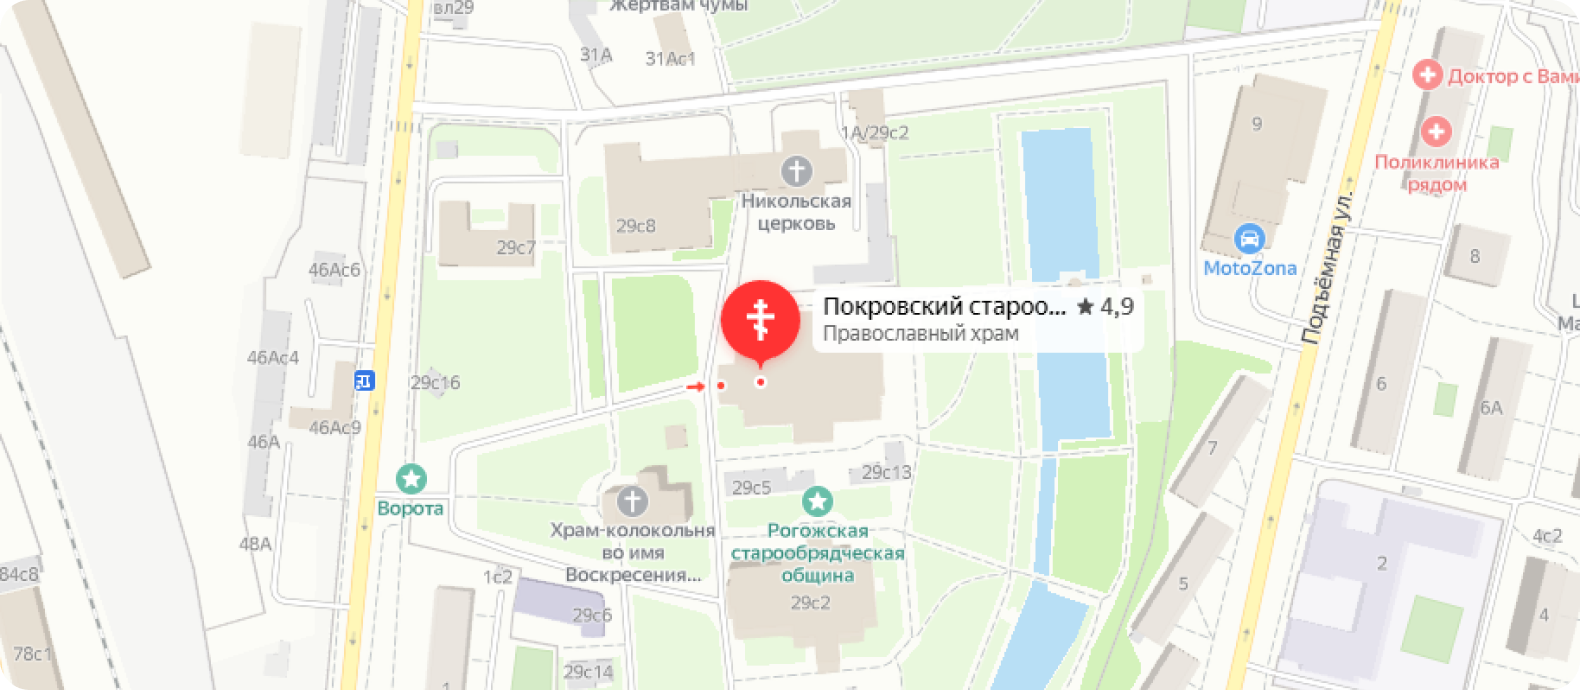 вл29
Жертвам чумы
31А
31Ас1
Доктор с Вами
9
1А/29с2
Поликлиника
рядом
Никольская
церковь
29с8
29с7
Подъёмная ул.
8
MotoZona
46Ас6
Покровский староо... ★ 4,9
Православный храм
46Ас4
29с16
6
6А
46Ас9
46А
7
29с13
29с5
Ворота
Храм-колокольня
во имя
Воскресения...
Рогожская
старообрядческая
община
48А
4с2
2
84с8
1с2
5
29с2
29с6
4
78с1
29с14
1